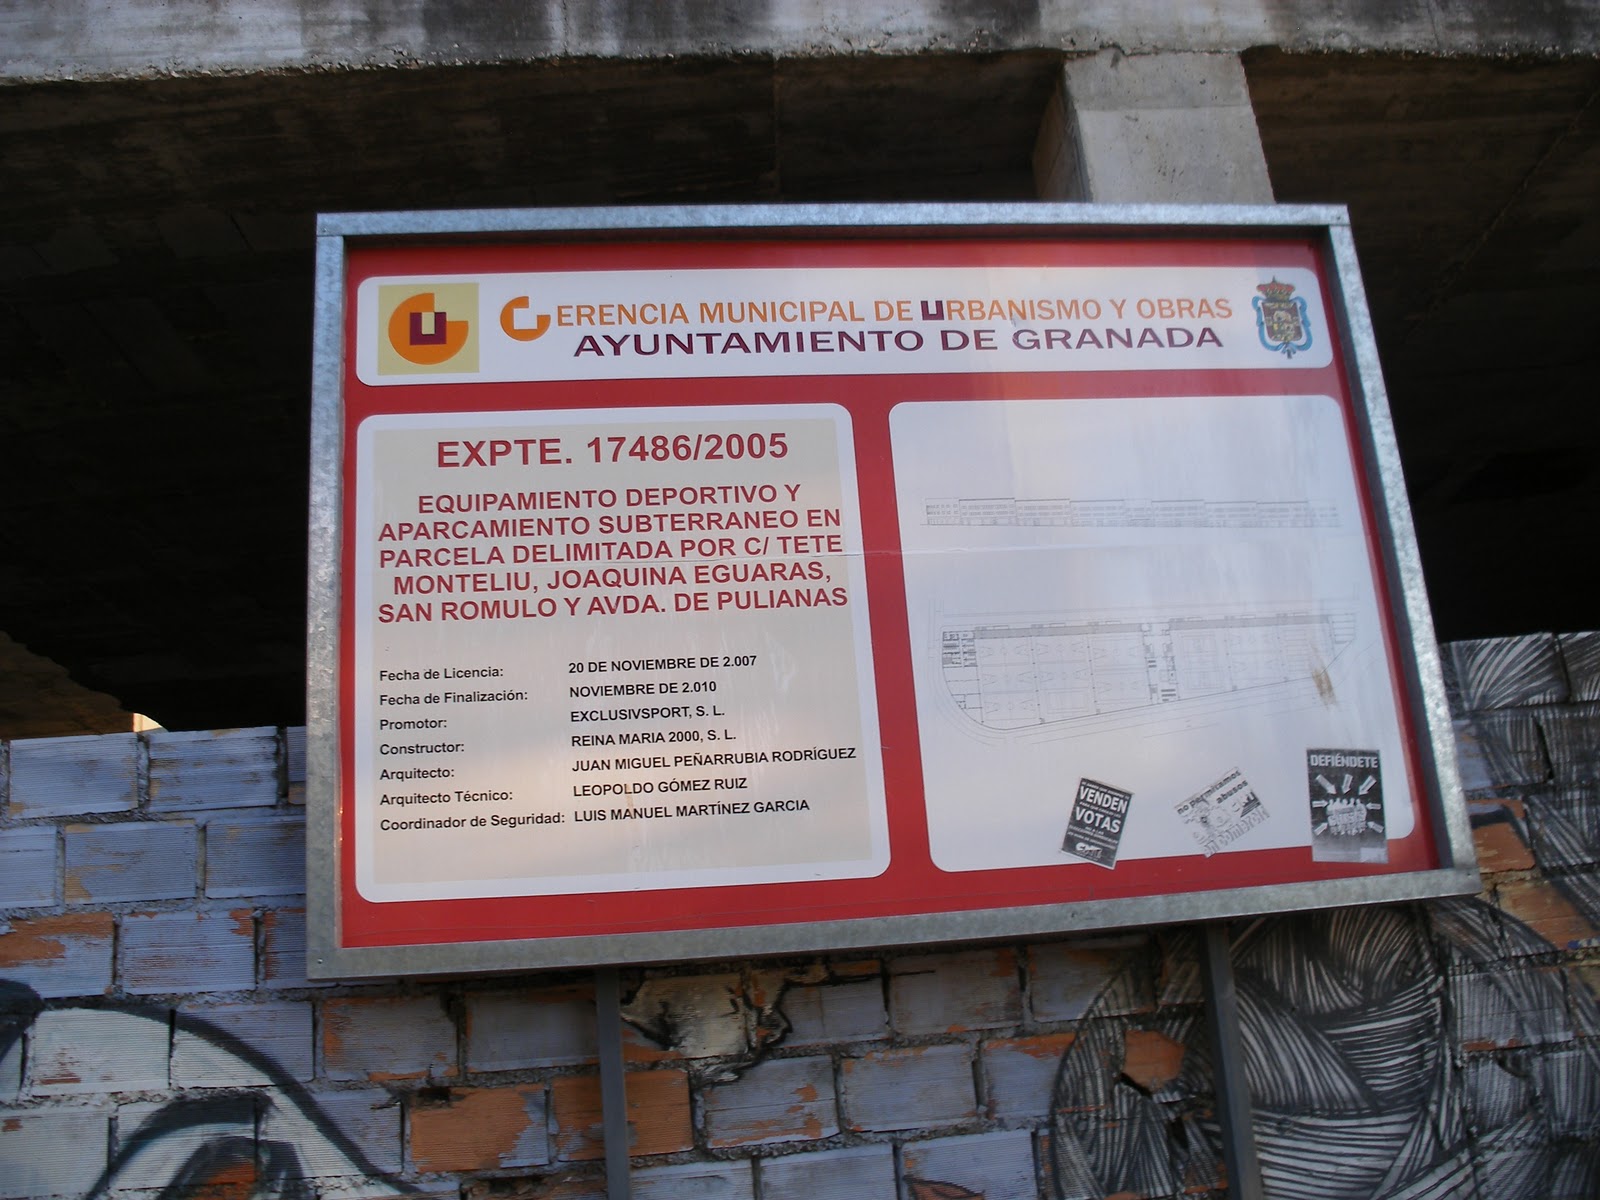 GERENCIA MUNICIPAL DE URBANISMO Y OBRAS
AYUNTAMIENTO DE GRANADA
EXPTE. 17486/2005
EQUIPAMIENTO DEPORTIVO Y
APARCAMIENTO SUBTERRANEO EN
PARCELA DELIMITADA POR C/ TETE
MONTELIU, JOAQUINA EGUARAS,
SAN ROMULO Y AVDA. DE PULIANAS
Fecha de Licencia: 20 DE NOVIEMBRE DE 2.007
Fecha de Finalización: NOVIEMBRE DE 2.010
Promotor: EXCLUSIVSPORT, S. L.
Constructor: REINA MARIA 2000, S. L.
Arquitecto: JUAN MIGUEL PEÑARRUBIA RODRÍGUEZ
Arquitecto Técnico: LEOPOLDO GÓMEZ RUIZ
Coordinador de Seguridad: LUIS MANUEL MARTÍNEZ GARCIA
VENDEN
VOTAS
no permitamos
abusos
DEFIÉNDETE